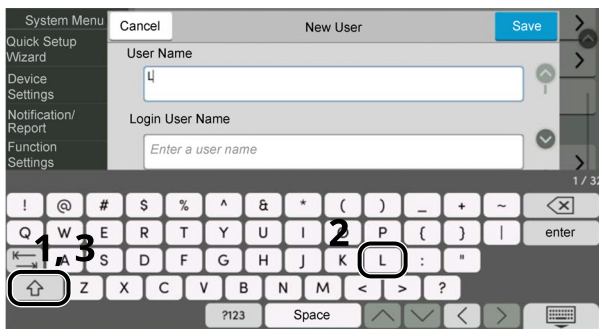 System Menu
Cancel
New User
Save
Quick Setup
Wizard
User Name
L
Device
Settings
Notification/
Report
Login User Name
Enter a user name
Function
Settings
1 / 32
! @ # $ % ^ & * ( ) _ + ~
Q W E R T Y U I O P { } | enter
A S D F G H J K L : "
Z X C V B N M < > ?
?123 Space
1, 3
2